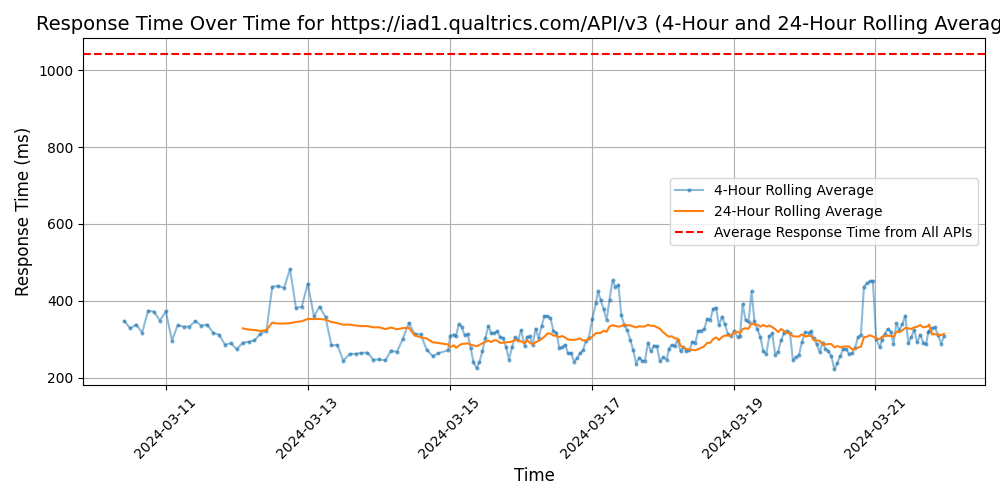 Response Time Over Time for https://iad1.qualtrics.com/API/v3 (4-Hour and 24-Hour Rolling Averag
1000
800
600
400
200
Response Time (ms)
4-Hour Rolling Average
24-Hour Rolling Average
Average Response Time from All APIs
2024-03-11
2024-03-13
2024-03-15
2024-03-17
2024-03-19
2024-03-21
Time